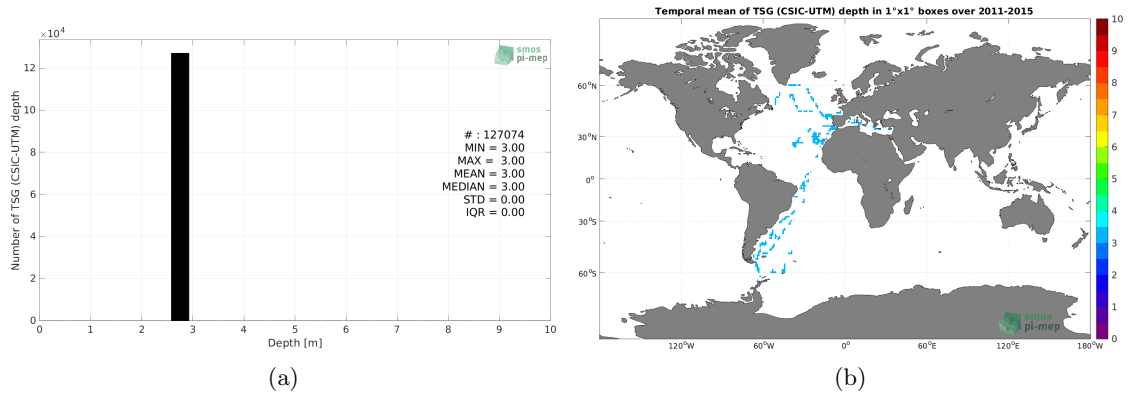 ×10⁴
12
10
8
6
4
2
0
Number of TSG (CSIC-UTM) depth
smos
pi-mep
# : 127074
MIN = 3.00
MAX = 3.00
MEAN = 3.00
MEDIAN = 3.00
STD = 0.00
IQR = 0.00
0 1 2 3 4 5 6 7 8 9 10
Depth [m]
(a)
Temporal mean of TSG (CSIC-UTM) depth in 1°x1° boxes over 2011-2015
60°N
30°N
0°
30°S
60°S
120°W 60°W 0° 60°E 120°E 180°W
smos
pi-mep
10
9
8
7
6
5
4
3
2
1
0
(b)